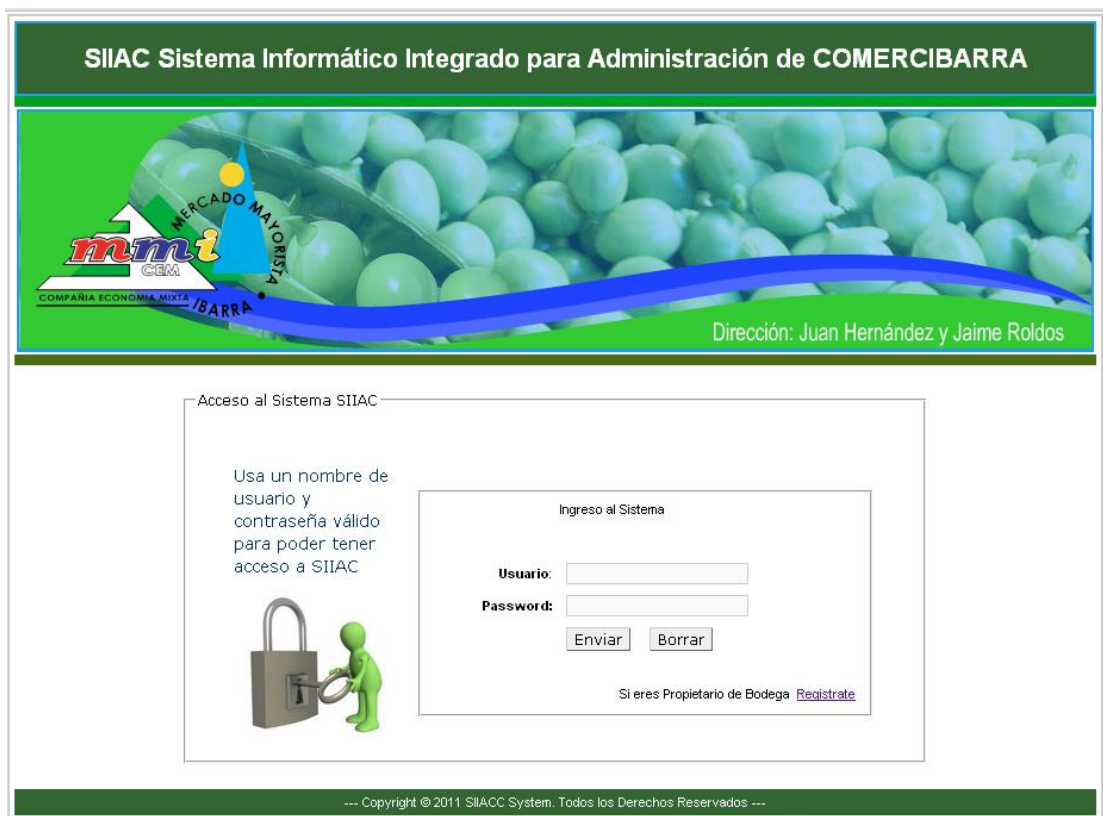 SIIAC Sistema Informático Integrado para Administración de COMERCIBARRA
MERCADO MAYORISTA
mmi
CEM
COMPAÑIA ECONOMIA MIXTA
IBARRA
Dirección: Juan Hernández y Jaime Roldos
Acceso al Sistema SIIAC
Usa un nombre de
usuario y
contraseña válido
para poder tener
acceso a SIIAC
Ingreso al Sistema
Usuario:
Password:
Enviar Borrar
Si eres Propietario de Bodega Registrate
--- Copyright © 2011 SIIACC System. Todos los Derechos Reservados ---